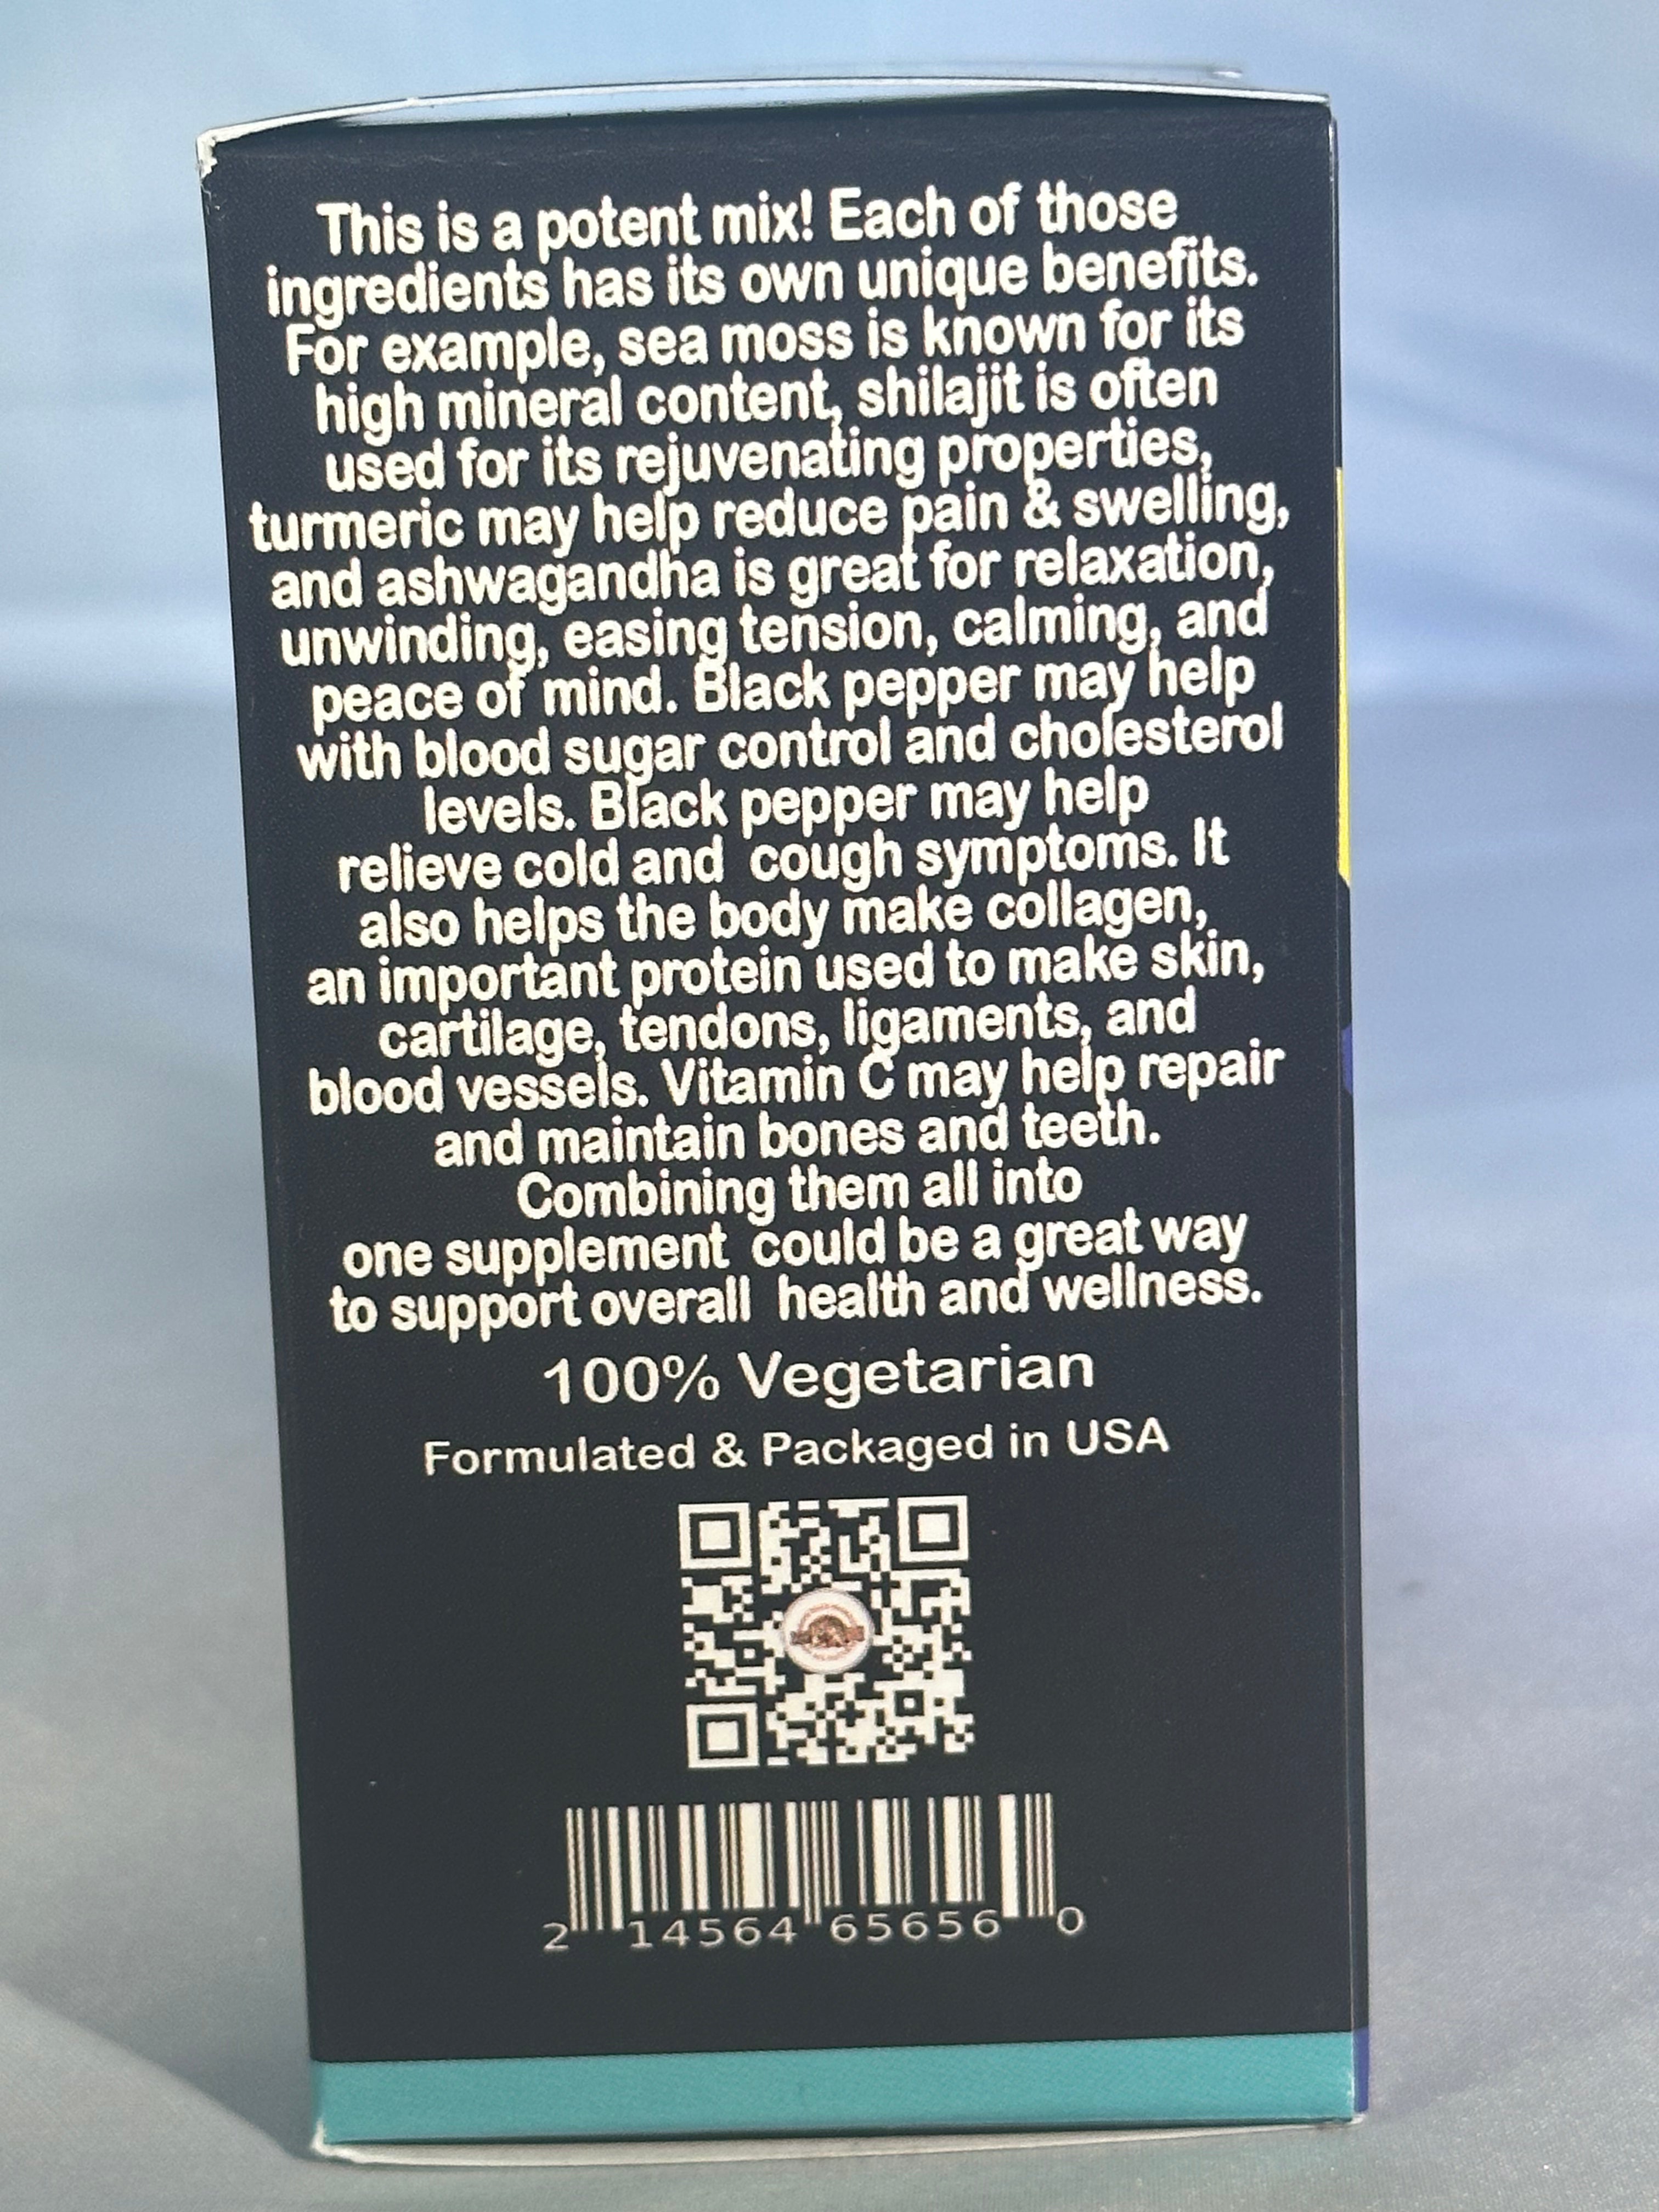 This is a potent mix! Each of those
ingredients has its own unique benefits.
For example, sea moss is known for its
high mineral content, shilajit is often
used for its rejuvenating properties,
turmeric may help reduce pain & swelling,
and ashwagandha is great for relaxation,
unwinding, easing tension, calming, and
peace of mind. Black pepper may help
with blood sugar control and cholesterol
levels. Black pepper may help
relieve cold and cough symptoms. It
also helps the body make collagen,
an important protein used to make skin,
cartilage, tendons, ligaments, and
blood vessels. Vitamin C may help repair
and maintain bones and teeth.
Combining them all into
one supplement could be a great way
to support overall health and wellness.
100% Vegetarian
Formulated & Packaged in USA
2 14564 65656 0